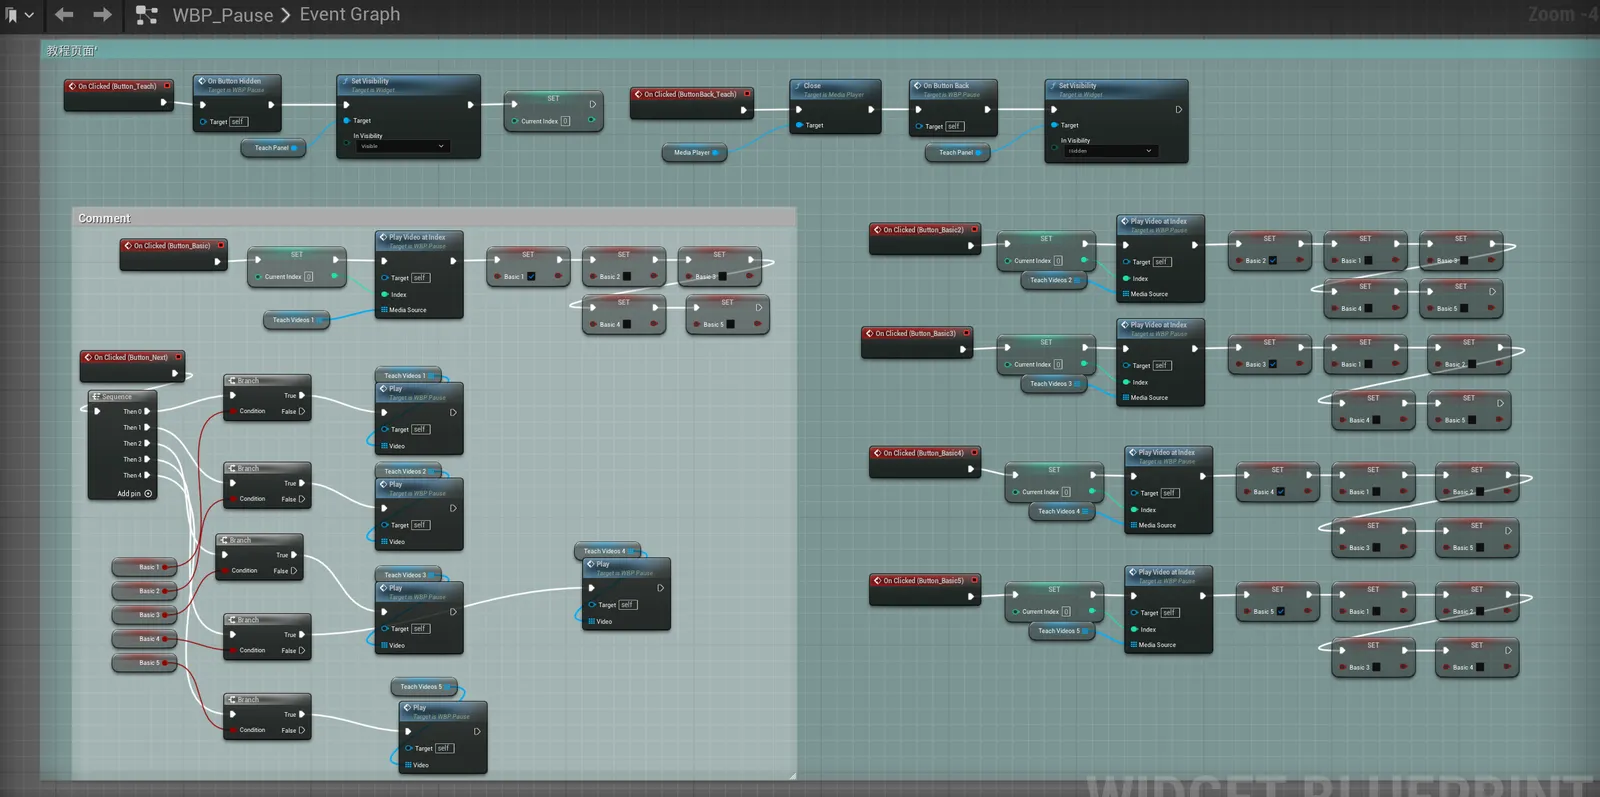 WBP_Pause > Event Graph
Zoom -4
教程页面!
On Clicked (Button_Teach)
On Button Hidden
Target is WBP Pause
Target self
Teach Panel
Set Visibility
Target is Widget
Target
In Visibility
Visible
SET
Current Index 0
On Clicked (ButtonBack_Teach)
Media Player
Close
Target is Media Player
Target
On Button Back
Target is WBP Pause
Target self
Teach Panel
Set Visibility
Target is Widget
Target
In Visibility
Hidden
Comment
On Clicked (Button_Basic)
SET
Current Index 0
Teach Videos 1
Play Video at Index
Target is WBP Pause
Target self
Index
Media Source
SET
Basic 1
SET
Basic 2
SET
Basic 3
SET
Basic 4
SET
Basic 5
On Clicked (Button_Next)
Sequence
Then 0
Then 1
Then 2
Then 3
Then 4
Add pin
Basic 1
Basic 2
Basic 3
Basic 4
Basic 5
Branch
True
Condition False
Branch
True
Condition False
Branch
True
Condition False
Branch
True
Condition False
Branch
True
Condition False
Teach Videos 1
Play
Target is WBP Pause
Target self
Video
Teach Videos 2
Play
Target is WBP Pause
Target self
Video
Teach Videos 3
Play
Target is WBP Pause
Target self
Video
Teach Videos 4
Play
Target is WBP Pause
Target self
Video
Teach Videos 5
Play
Target is WBP Pause
Target self
Video
On Clicked (Button_Basic2)
SET
Current Index 0
Teach Videos 2
Play Video at Index
Target is WBP Pause
Target self
Index
Media Source
SET
Basic 2
SET
Basic 1
SET
Basic 3
SET
Basic 4
SET
Basic 5
On Clicked (Button_Basic3)
SET
Current Index 0
Teach Videos 3
Play Video at Index
Target is WBP Pause
Target self
Index
Media Source
SET
Basic 3
SET
Basic 1
SET
Basic 2
SET
Basic 4
SET
Basic 5
On Clicked (Button_Basic4)
SET
Current Index 0
Teach Videos 4
Play Video at Index
Target is WBP Pause
Target self
Index
Media Source
SET
Basic 4
SET
Basic 1
SET
Basic 2
SET
Basic 3
SET
Basic 5
On Clicked (Button_Basic5)
SET
Current Index 0
Teach Videos 5
Play Video at Index
Target is WBP Pause
Target self
Index
Media Source
SET
Basic 5
SET
Basic 1
SET
Basic 2
SET
Basic 3
SET
Basic 4
WIDGET BLUEPRINT